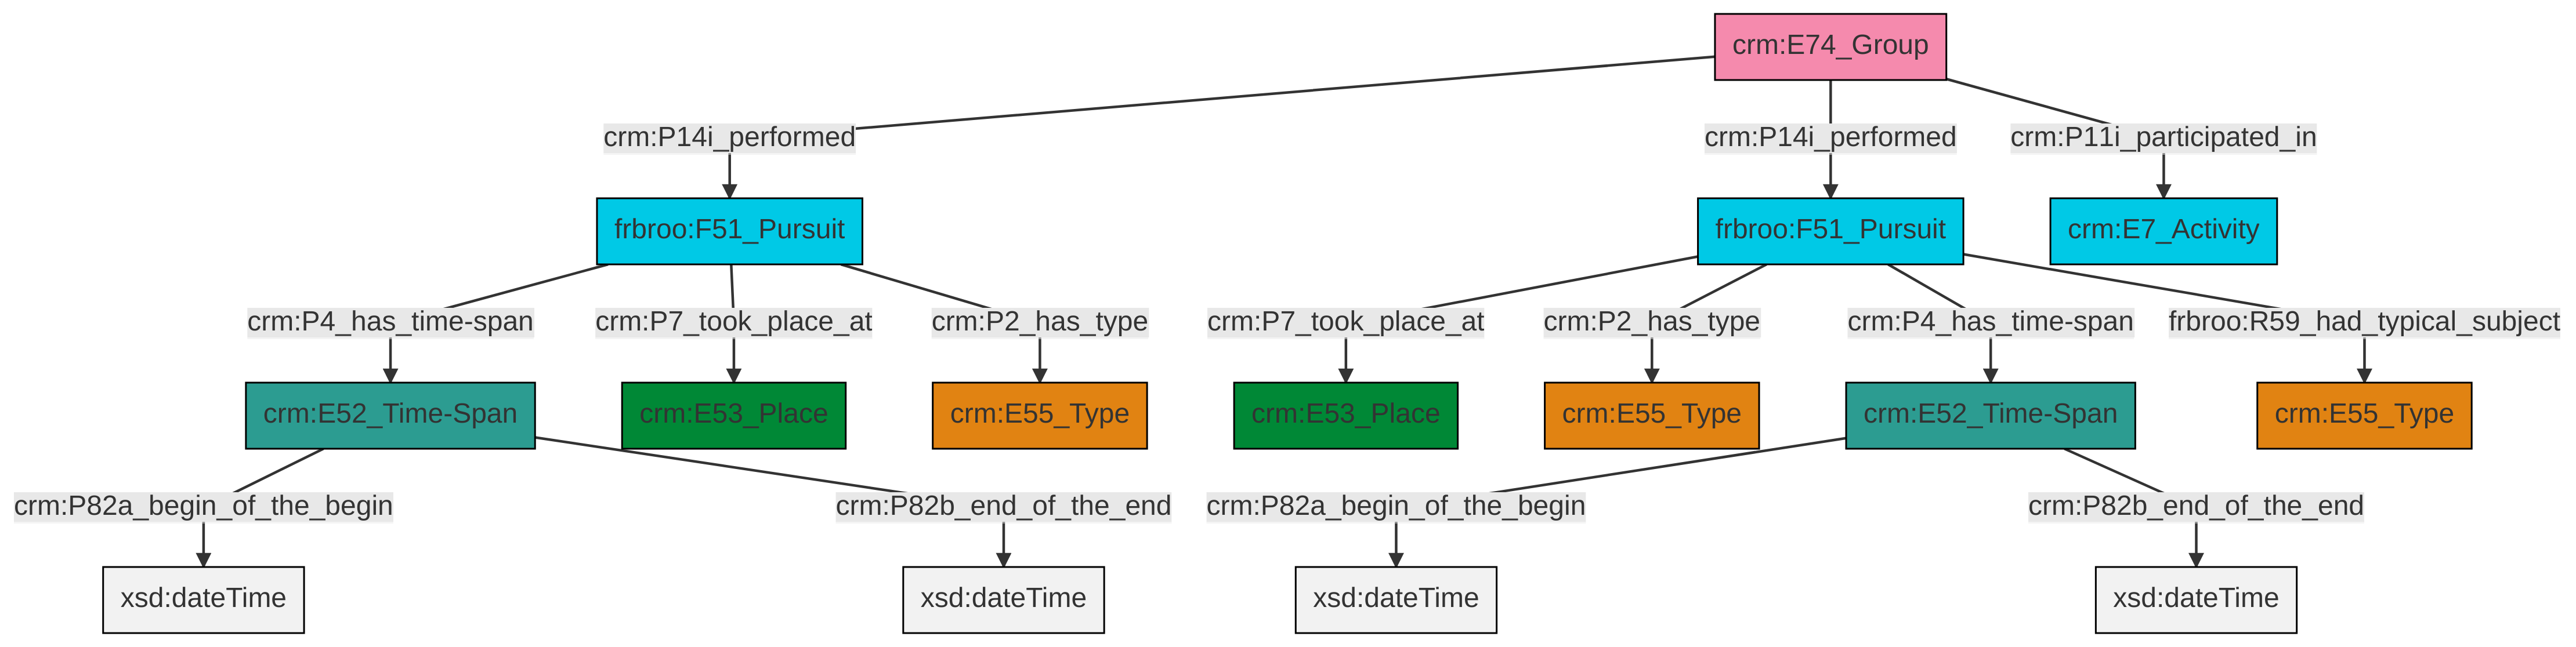 crm:E74_Group
crm:P14i_performed
crm:P14i_performed
crm:P11i_participated_in
frbroo:F51_Pursuit
frbroo:F51_Pursuit
crm:E7_Activity
crm:P4_has_time-span
crm:P7_took_place_at
crm:P2_has_type
crm:P7_took_place_at
crm:P2_has_type
crm:P4_has_time-span
frbroo:R59_had_typical_subject
crm:E52_Time-Span
crm:E53_Place
crm:E55_Type
crm:E53_Place
crm:E55_Type
crm:E52_Time-Span
crm:E55_Type
crm:P82a_begin_of_the_begin
crm:P82b_end_of_the_end
crm:P82a_begin_of_the_begin
crm:P82b_end_of_the_end
xsd:dateTime
xsd:dateTime
xsd:dateTime
xsd:dateTime